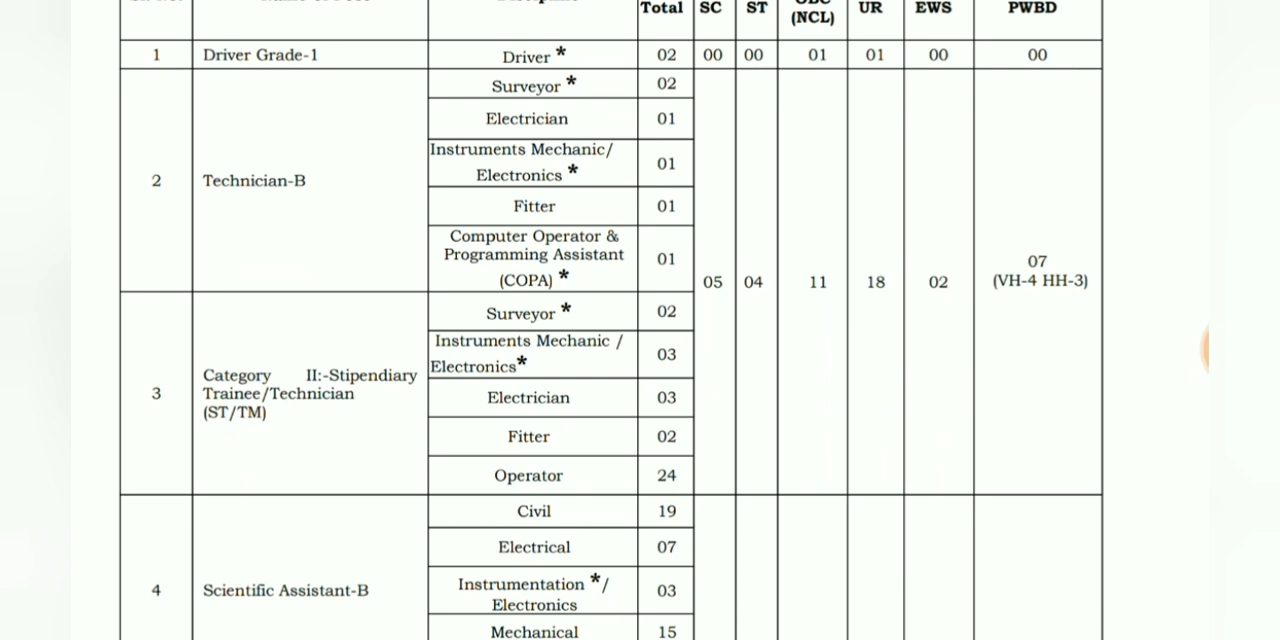 Total SC ST (NCL) UR EWS PWBD
1 Driver Grade-1 Driver * 02 00 00 01 01 00 00
2 Technician-B
Surveyor * 02
Electrician 01
Instruments Mechanic/
Electronics * 01
Fitter 01
Computer Operator &
Programming Assistant
(COPA) * 01
05 04 11 18 02 07
(VH-4 HH-3)
3 Category II:-Stipendiary
Trainee/Technician
(ST/TM)
Surveyor * 02
Instruments Mechanic /
Electronics* 03
Electrician 03
Fitter 02
Operator 24
4 Scientific Assistant-B
Civil 19
Electrical 07
Instrumentation */
Electronics 03
Mechanical 15